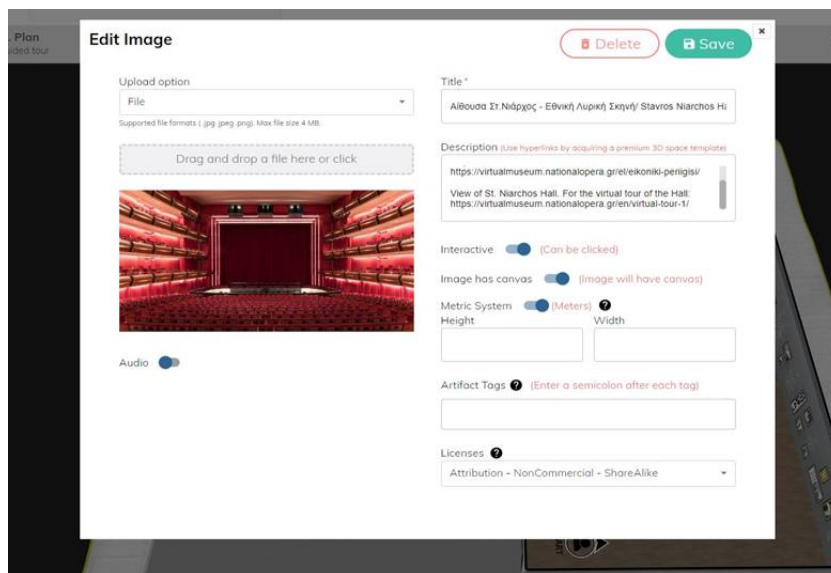 . Plan
uided tour
Edit Image
Delete
Save
Upload option
File
Supported file formats (.jpg .jpeg .png). Max file size 4 MB.
Drag and drop a file here or click
Audio
Title *
Αίθουσα Στ.Νιάρχος - Εθνική Λυρική Σκηνή/ Stavros Niarchos Ha
Description (Use hyperlinks by acquiring a premium 3D space template)
https://virtualmuseum.nationalopera.gr/el/eikoniki-periigisi/
View of St. Niarchos Hall. For the virtual tour of the Hall:
https://virtualmuseum.nationalopera.gr/en/virtual-tour-1/
Interactive (Can be clicked)
Image has canvas (Image will have canvas)
Metric System (Meters) ?
Height Width
Artifact Tags ? (Enter a semicolon after each tag)
Licenses ?
Attribution - NonCommercial - ShareAlike
ART